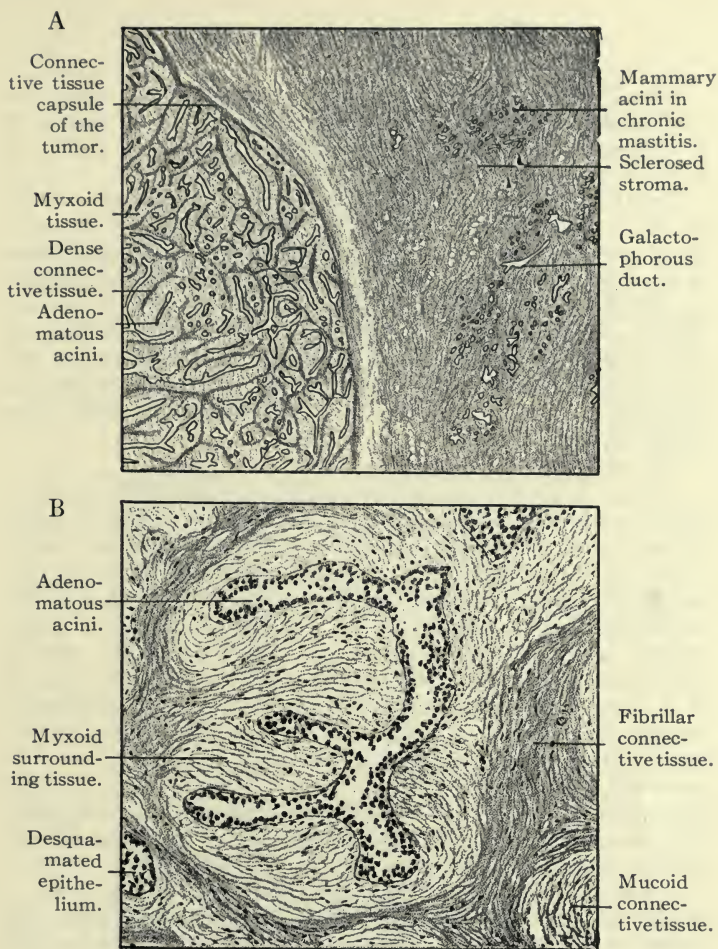 A
Connec-
tive tissue
capsule
of the
tumor.
Myxoid
tissue.
Dense
connec-
tive tissue.
Adeno-
matous
acini.
Mammary
acini in
chronic
mastitis.
Sclerosed
stroma.
Galacto-
phorous
duct.
B
Adeno-
matous
acini.
Myxoid
surround-
ing tissue.
Desqua-
mated
epithe-
lium.
Fibrillar
connec-
tive tissue.
Mucoid
connec-
tive tissue.